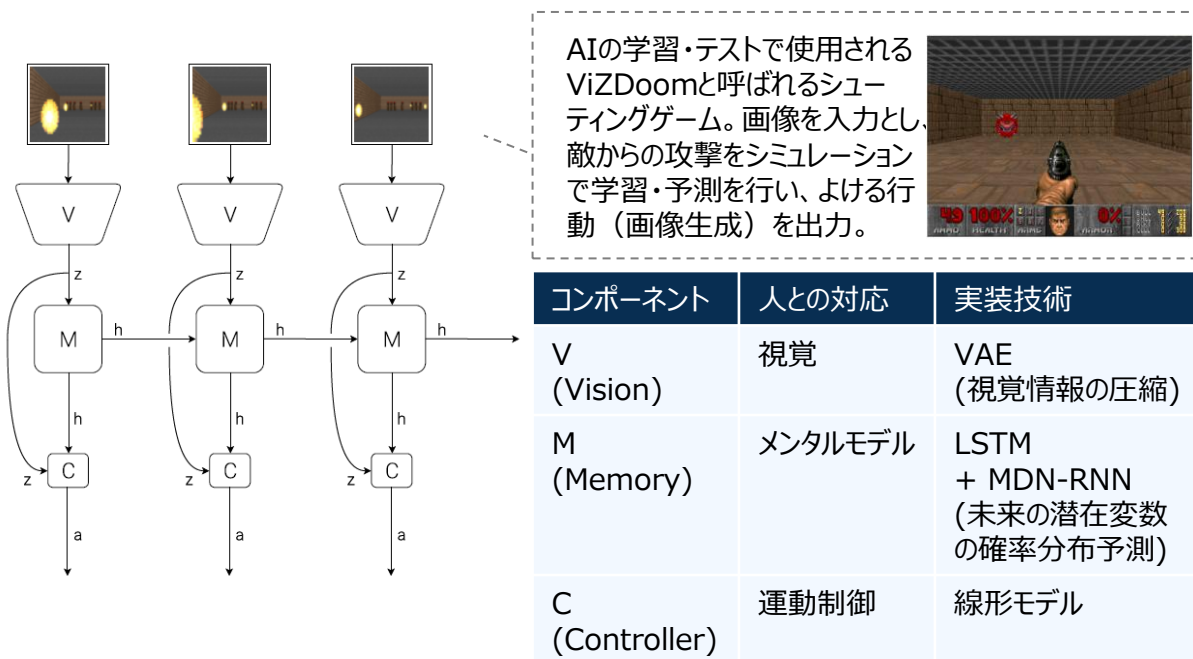 AIの学習・テストで使用される
ViZDoomと呼ばれるシュー
ティングゲーム。画像を入力とし、
敵からの攻撃をシミュレーション
で学習・予測を行い、よける行
動（画像生成）を出力。
49 100% 0%
AMMO HEALTH ARMS ARMOR
V V V
z z z
M h M h M h
h h h
z C z C z C
a a a
コンポーネント 人との対応 実装技術
V
(Vision)
視覚
VAE
(視覚情報の圧縮)
M
(Memory)
メンタルモデル
LSTM
+ MDN-RNN
(未来の潜在変数
の確率分布予測)
C
(Controller)
運動制御
線形モデル